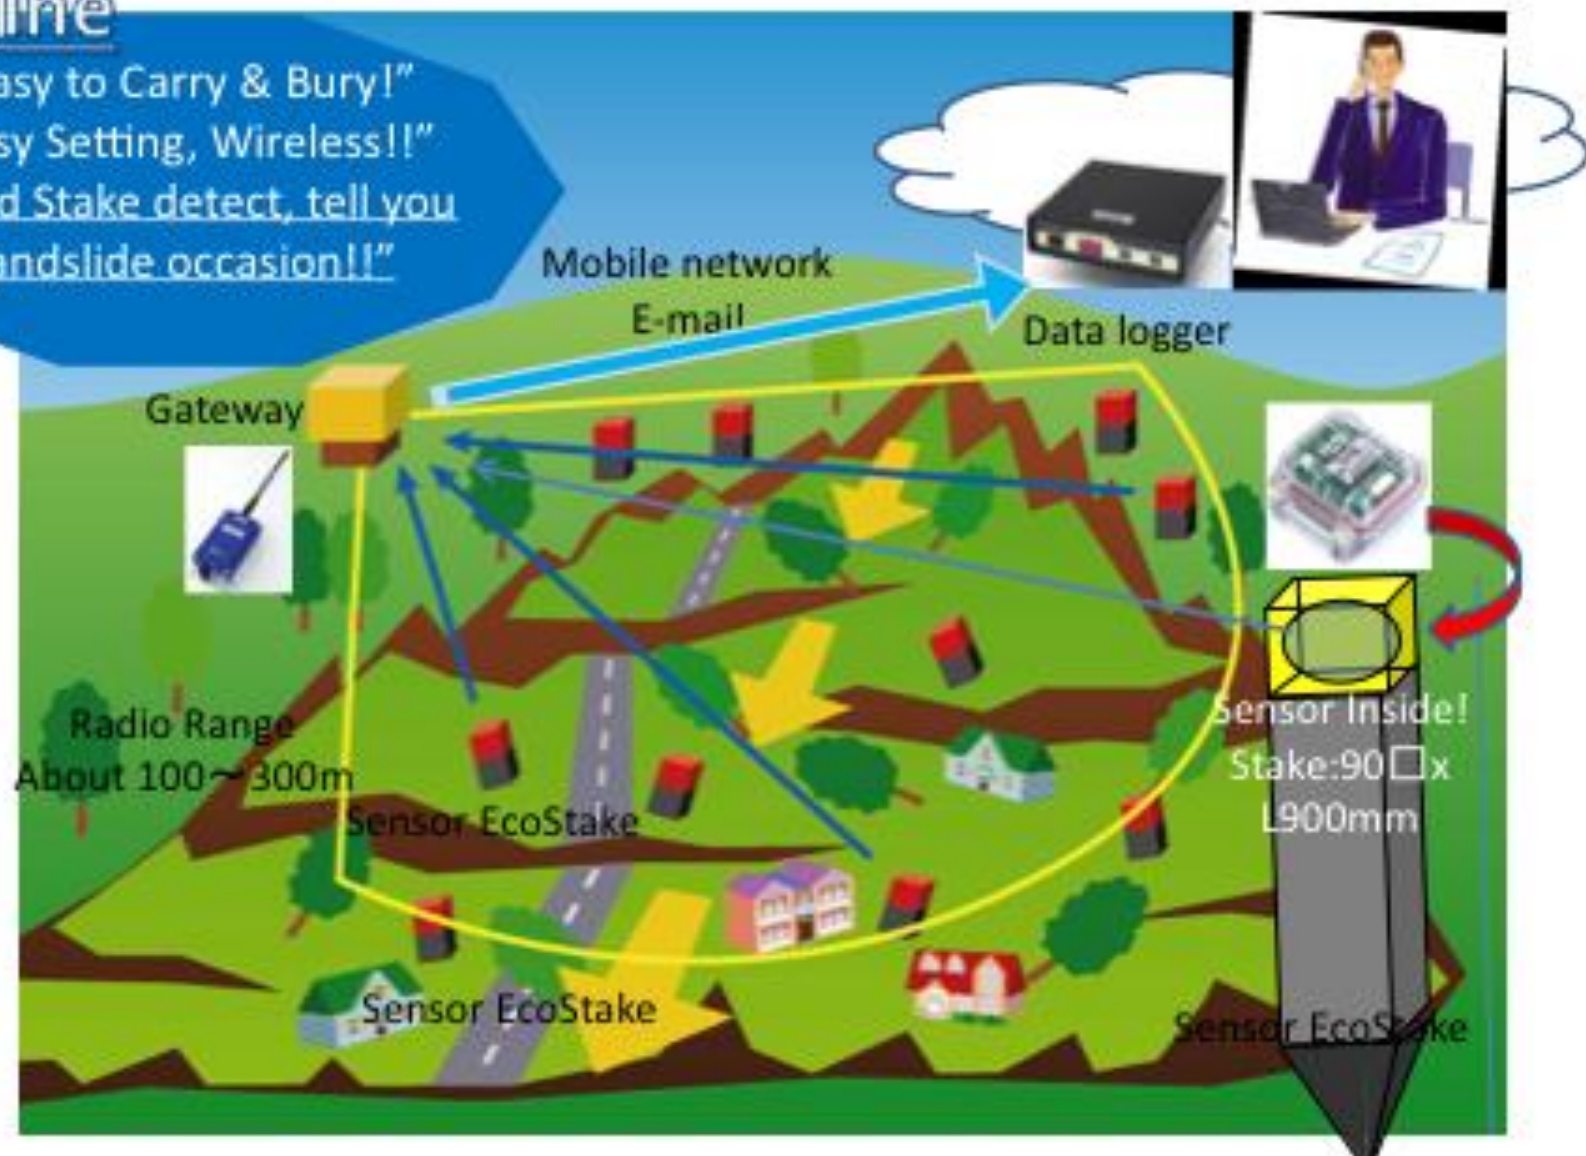 ine
asy to Carry & Bury!”
sy Setting, Wireless!!”
d Stake detect, tell you
andslide occasion!!”
Mobile network
E-mail
Data logger
Gateway
Radio Range
About 100～300m
Sensor EcoStake
Sensor EcoStake
Sensor Inside!
Stake:90□x
L900mm
Sensor EcoStake